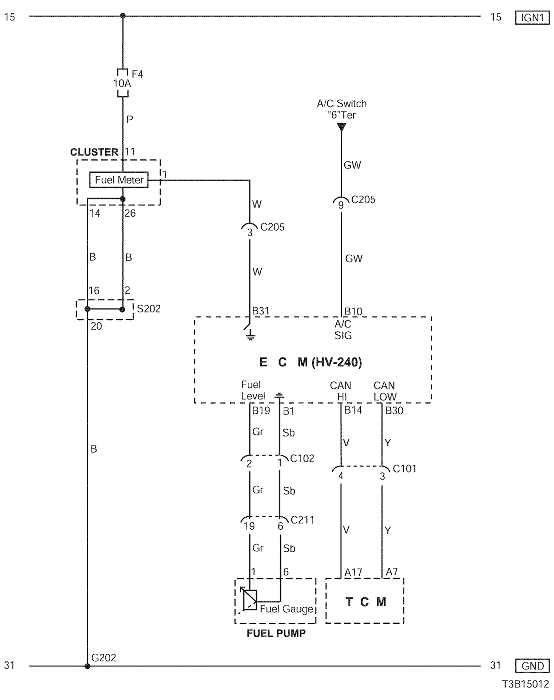 15
15 IGN1
F4
10A
P
A/C Switch
"6"Ter
CLUSTER 11
Fuel Meter
1
GW
14 26
W
9 C205
3 C205
B B
W
GW
16 2
S202
20
B31 B10
A/C
SIG
E C M (HV-240)
Fuel
Level
CAN
HI
CAN
LOW
B19 B1 B14 B30
Gr Sb
V Y
B
2 1 C102
4 3 C101
Gr Sb
19 6 C211
V Y
Gr Sb
1 6
A17 A7
Fuel Gauge
T C M
FUEL PUMP
G202
31
31 GND
T3B15012